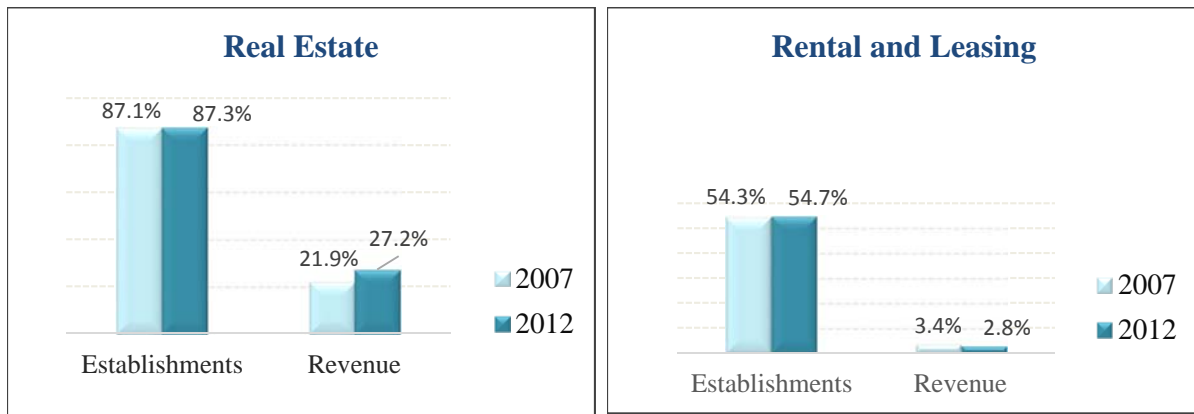 Real Estate
87.1% 87.3%
21.9% 27.2%
2007
2012
Establishments Revenue
Rental and Leasing
54.3% 54.7%
3.4% 2.8%
2007
2012
Establishments Revenue